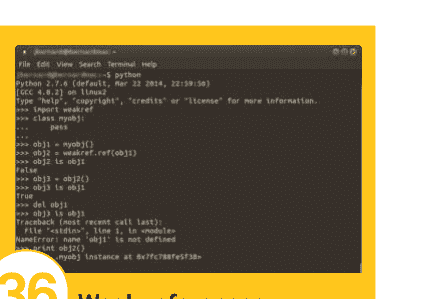 File Edit View Search Terminal Help
$ python
Python 2.7.6 (default, Mar 22 2014, 22:59:56)
[GCC 4.8.2] on linux2
Type "help", "copyright", "credits" or "license" for more information.
>>> import weakref
>>> class myobj:
... pass
...
>>> obj1 = myobj()
>>> obj2 = weakref.ref(obj1)
>>> obj2 is obj1
False
>>> obj3 = obj2()
>>> obj3 is obj1
True
>>> del obj1
>>> obj3 is obj1
Traceback (most recent call last):
File "<stdin>", line 1, in <module>
NameError: name 'obj1' is not defined
>>> print obj2()
.myobj instance at
36